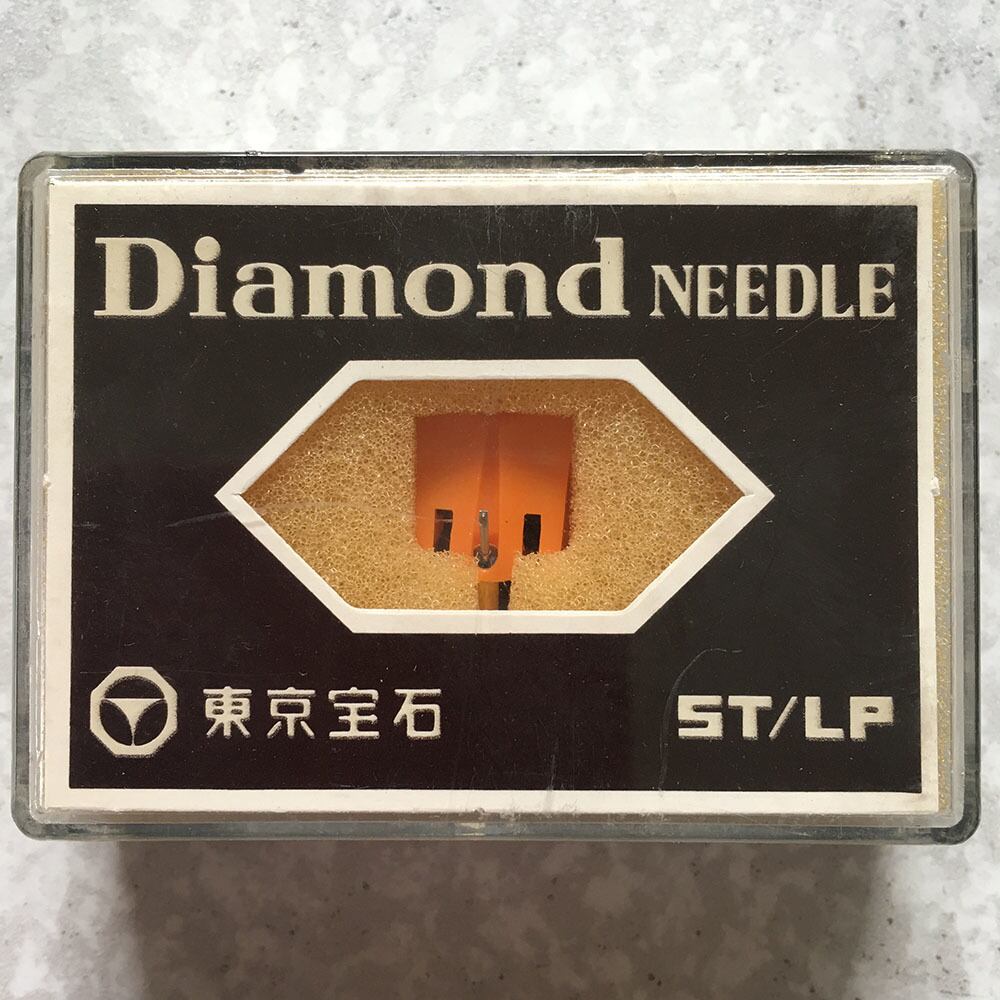 Diamond NEEDLE
東京宝石 ST/LP